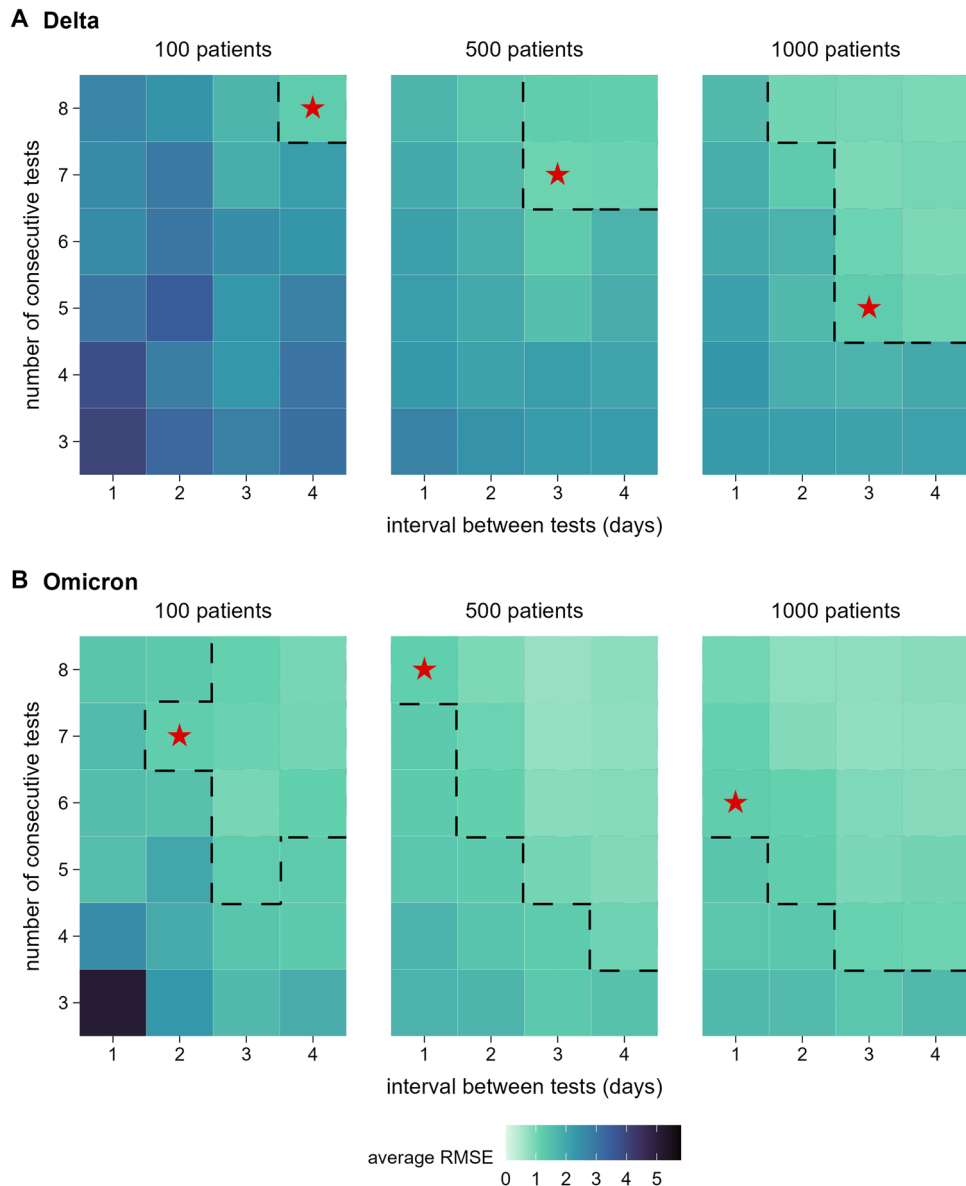 A Delta
100 patients 500 patients 1000 patients
number of consecutive tests
8
7
6
5
4
3
1 2 3 4 1 2 3 4 1 2 3 4
interval between tests (days)
B Omicron
100 patients 500 patients 1000 patients
number of consecutive tests
8
7
6
5
4
3
1 2 3 4 1 2 3 4 1 2 3 4
interval between tests (days)
average RMSE
0 1 2 3 4 5